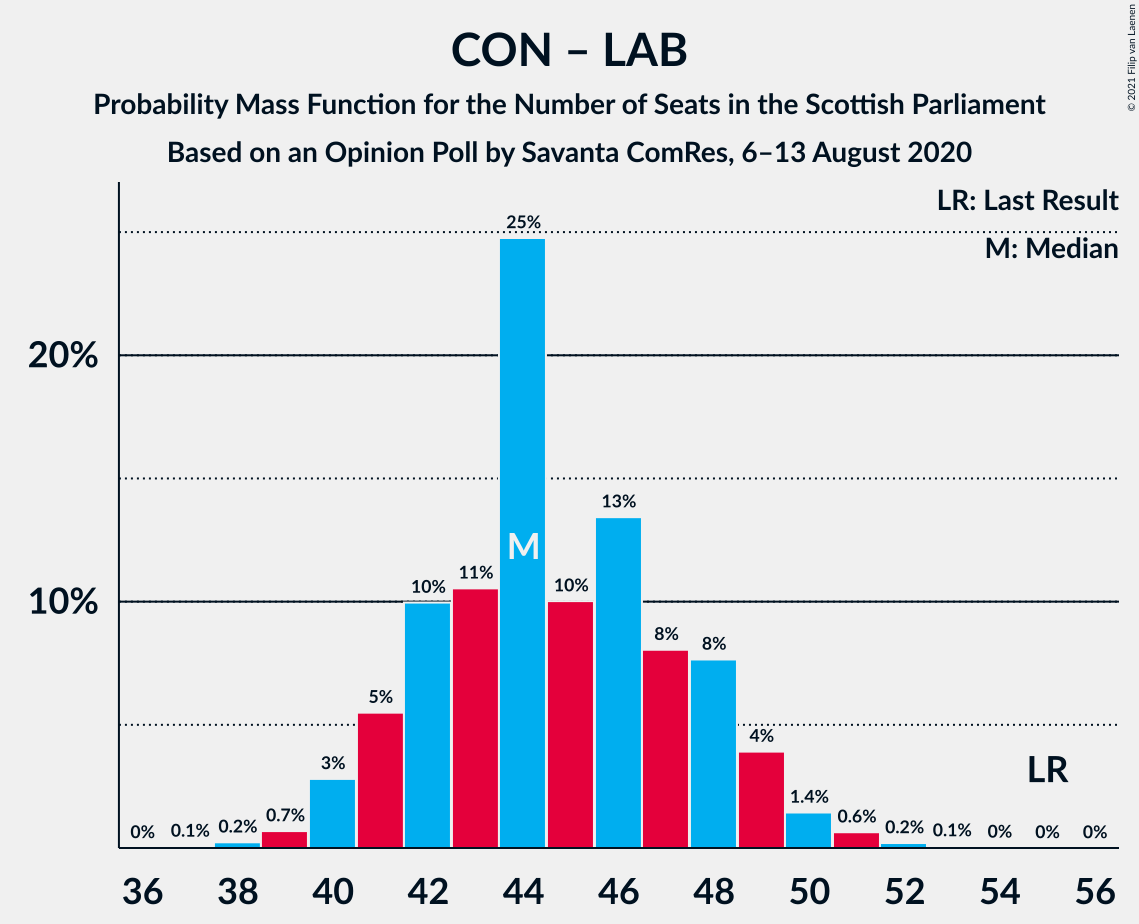 CON – LAB
Probability Mass Function for the Number of Seats in the Scottish Parliament
Based on an Opinion Poll by Savanta ComRes, 6–13 August 2020
© 2021 Filip van Laenen
LR: Last Result
M: Median
25%
20%
13%
M
11%
10%
10%
10%
8%
8%
5%
4%
LR
3%
1.4%
0.7%
0.6%
0%
0.1%
0.2%
0.2%
0.1%
0%
0%
0%
36 38 40 42 44 46 48 50 52 54 56